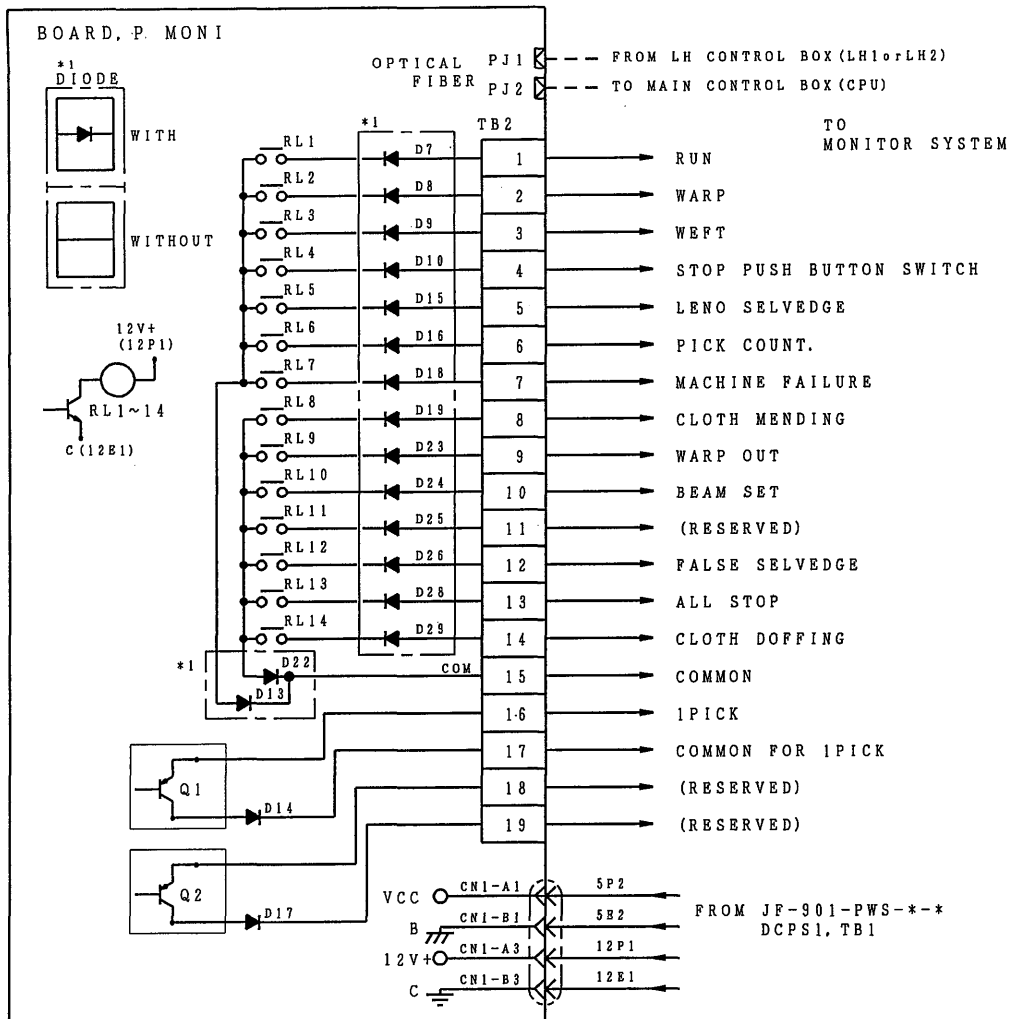 BOARD, P. MONI
*1
DIODE
WITH
WITHOUT
12V+
(12P1)
RL1~14
C(12E1)
OPTICAL FIBER
PJ1
FROM LH CONTROL BOX(LH1orLH2)
PJ2
TO MAIN CONTROL BOX(CPU)
TO
MONITOR SYSTEM
*1
TB2
RL1 D7 1 RUN
RL2 D8 2 WARP
RL3 D9 3 WEFT
RL4 D10 4 STOP PUSH BUTTON SWITCH
RL5 D15 5 LENO SELVEDGE
RL6 D16 6 PICK COUNT.
RL7 D18 7 MACHINE FAILURE
RL8 D19 8 CLOTH MENDING
RL9 D23 9 WARP OUT
RL10 D24 10 BEAM SET
RL11 D25 11 (RESERVED)
RL12 D26 12 FALSE SELVEDGE
RL13 D28 13 ALL STOP
RL14 D29 14 CLOTH DOFFING
*1 D22 COM 15 COMMON
D13
16 1PICK
Q1 D14 17 COMMON FOR 1PICK
18 (RESERVED)
Q2 D17 19 (RESERVED)
VCC CN1-A1 5P2
B CN1-B1 5E2
12V+ CN1-A3 12P1
C CN1-B3 12E1
FROM JF-901-PWS-*-*
DCPS1, TB1